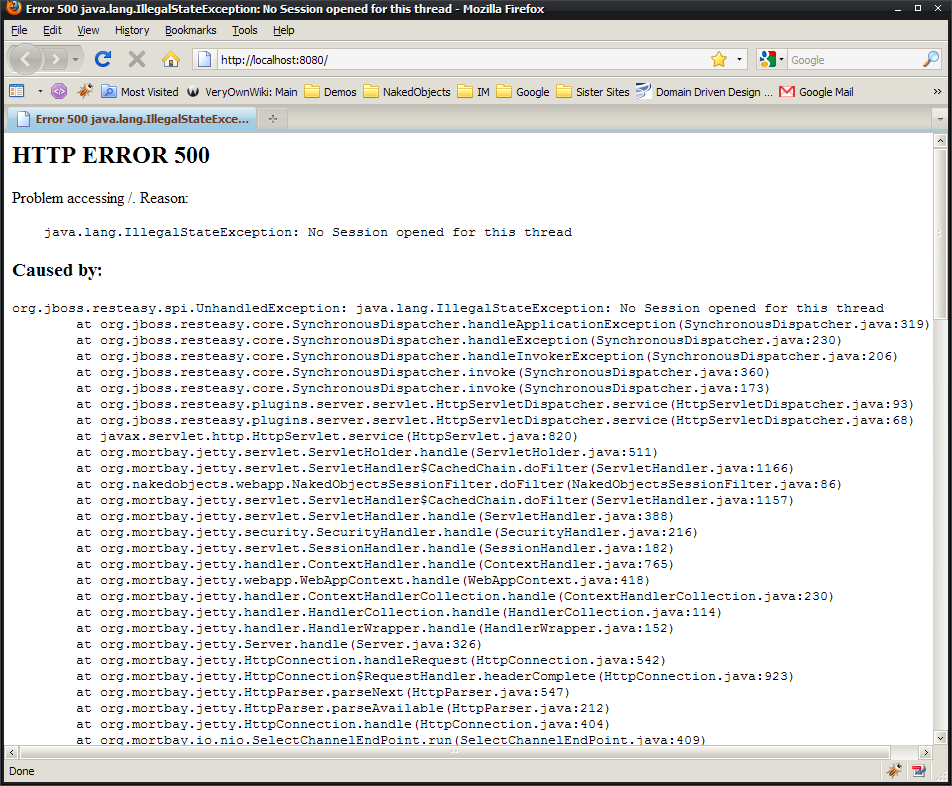 Error 500 java.lang.IllegalStateException: No Session opened for this thread - Mozilla Firefox
File Edit View History Bookmarks Tools Help
http://localhost:8080/ Google
Most Visited VeryOwnWiki: Main Demos NakedObjects IM Google Sister Sites Domain Driven Design ... Google Mail »
Error 500 java.lang.IllegalStateExce...
HTTP ERROR 500
Problem accessing /. Reason:
java.lang.IllegalStateException: No Session opened for this thread
Caused by:
org.jboss.resteasy.spi.UnhandledException: java.lang.IllegalStateException: No Session opened for this thread
at org.jboss.resteasy.core.SynchronousDispatcher.handleApplicationException(SynchronousDispatcher.java:319)
at org.jboss.resteasy.core.SynchronousDispatcher.handleException(SynchronousDispatcher.java:230)
at org.jboss.resteasy.core.SynchronousDispatcher.handleInvokerException(SynchronousDispatcher.java:206)
at org.jboss.resteasy.core.SynchronousDispatcher.invoke(SynchronousDispatcher.java:360)
at org.jboss.resteasy.core.SynchronousDispatcher.invoke(SynchronousDispatcher.java:173)
at org.jboss.resteasy.plugins.server.servlet.HttpServletDispatcher.service(HttpServletDispatcher.java:93)
at org.jboss.resteasy.plugins.server.servlet.HttpServletDispatcher.service(HttpServletDispatcher.java:68)
at javax.servlet.http.HttpServlet.service(HttpServlet.java:820)
at org.mortbay.jetty.servlet.ServletHolder.handle(ServletHolder.java:511)
at org.mortbay.jetty.servlet.ServletHandler$CachedChain.doFilter(ServletHandler.java:1166)
at org.nakedobjects.webapp.NakedObjectsSessionFilter.doFilter(NakedObjectsSessionFilter.java:86)
at org.mortbay.jetty.servlet.ServletHandler$CachedChain.doFilter(ServletHandler.java:1157)
at org.mortbay.jetty.servlet.ServletHandler.handle(ServletHandler.java:388)
at org.mortbay.jetty.security.SecurityHandler.handle(SecurityHandler.java:216)
at org.mortbay.jetty.servlet.SessionHandler.handle(SessionHandler.java:182)
at org.mortbay.jetty.handler.ContextHandler.handle(ContextHandler.java:765)
at org.mortbay.jetty.webapp.WebAppContext.handle(WebAppContext.java:418)
at org.mortbay.jetty.handler.ContextHandlerCollection.handle(ContextHandlerCollection.java:230)
at org.mortbay.jetty.handler.HandlerCollection.handle(HandlerCollection.java:114)
at org.mortbay.jetty.handler.HandlerWrapper.handle(HandlerWrapper.java:152)
at org.mortbay.jetty.Server.handle(Server.java:326)
at org.mortbay.jetty.HttpConnection.handleRequest(HttpConnection.java:542)
at org.mortbay.jetty.HttpConnection$RequestHandler.headerComplete(HttpConnection.java:923)
at org.mortbay.jetty.HttpParser.parseNext(HttpParser.java:547)
at org.mortbay.jetty.HttpParser.parseAvailable(HttpParser.java:212)
at org.mortbay.jetty.HttpConnection.handle(HttpConnection.java:404)
at org.mortbay.io.nio.SelectChannelEndPoint.run(SelectChannelEndPoint.java:409)
Done